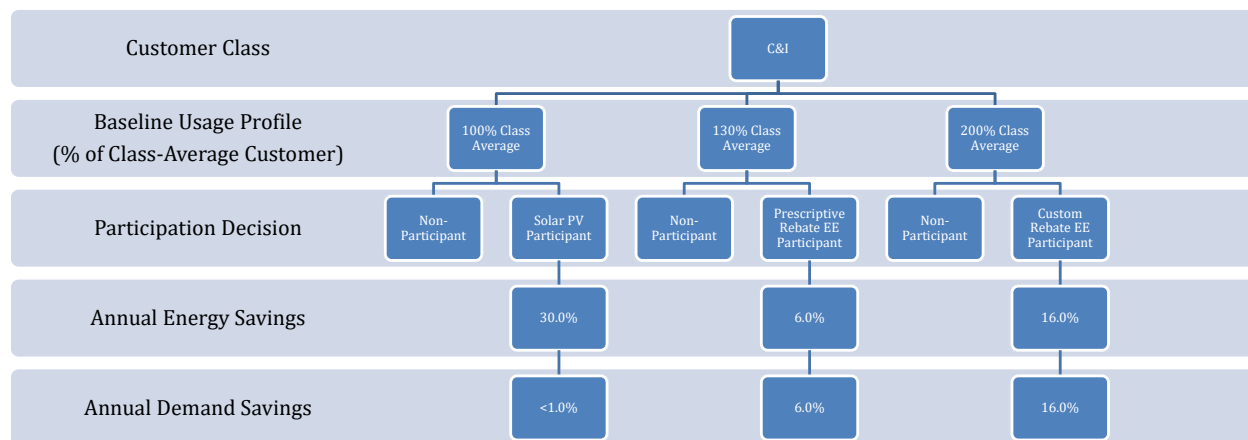 Customer Class
C&I
Baseline Usage Profile
(% of Class-Average Customer)
100% Class
Average
130% Class
Average
200% Class
Average
Participation Decision
Non-
Participant
Solar PV
Participant
Non-
Participant
Prescriptive
Rebate EE
Participant
Non-
Participant
Custom
Rebate EE
Participant
Annual Energy Savings
30.0%
6.0%
16.0%
Annual Demand Savings
<1.0%
6.0%
16.0%